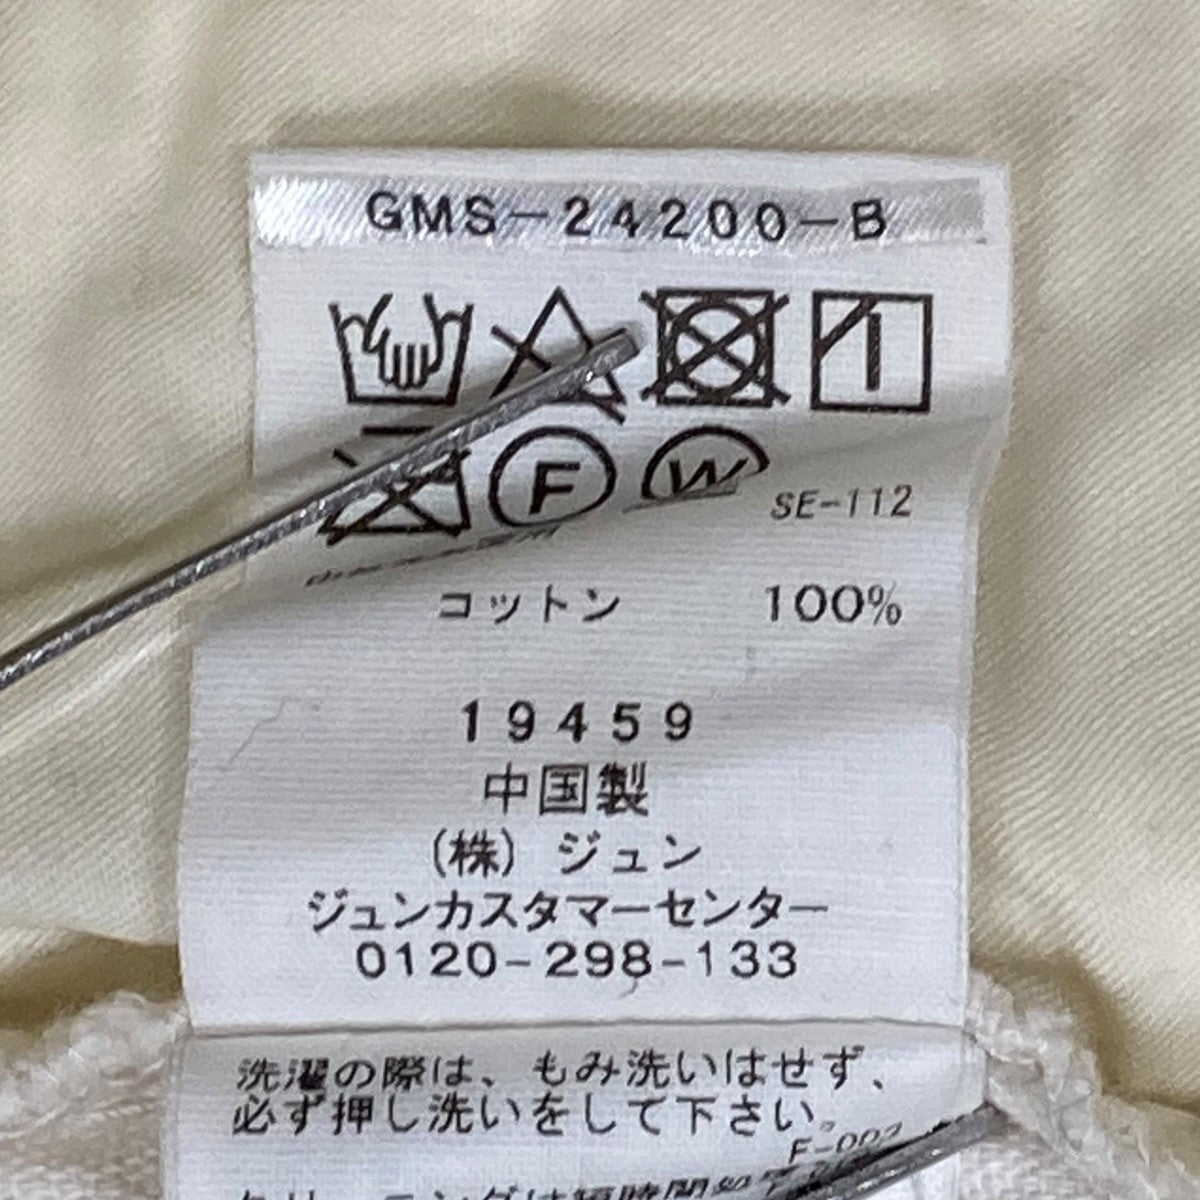 GMS-24200-B
F W SE-112
コットン 100%
19459
中国製
(株) ジュン
ジュンカスタマーセンター
0120-298-133
洗濯の際は、もみ洗いはせず、
必ず押し洗いをして下さい。